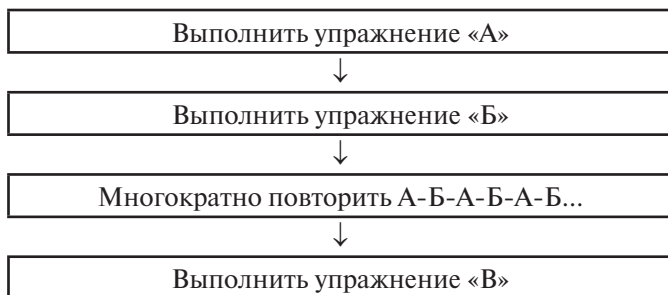 Выполнить упражнение «А»
↓
Выполнить упражнение «Б»
↓
Многократно повторить А-Б-А-Б-А-Б...
↓
Выполнить упражнение «В»